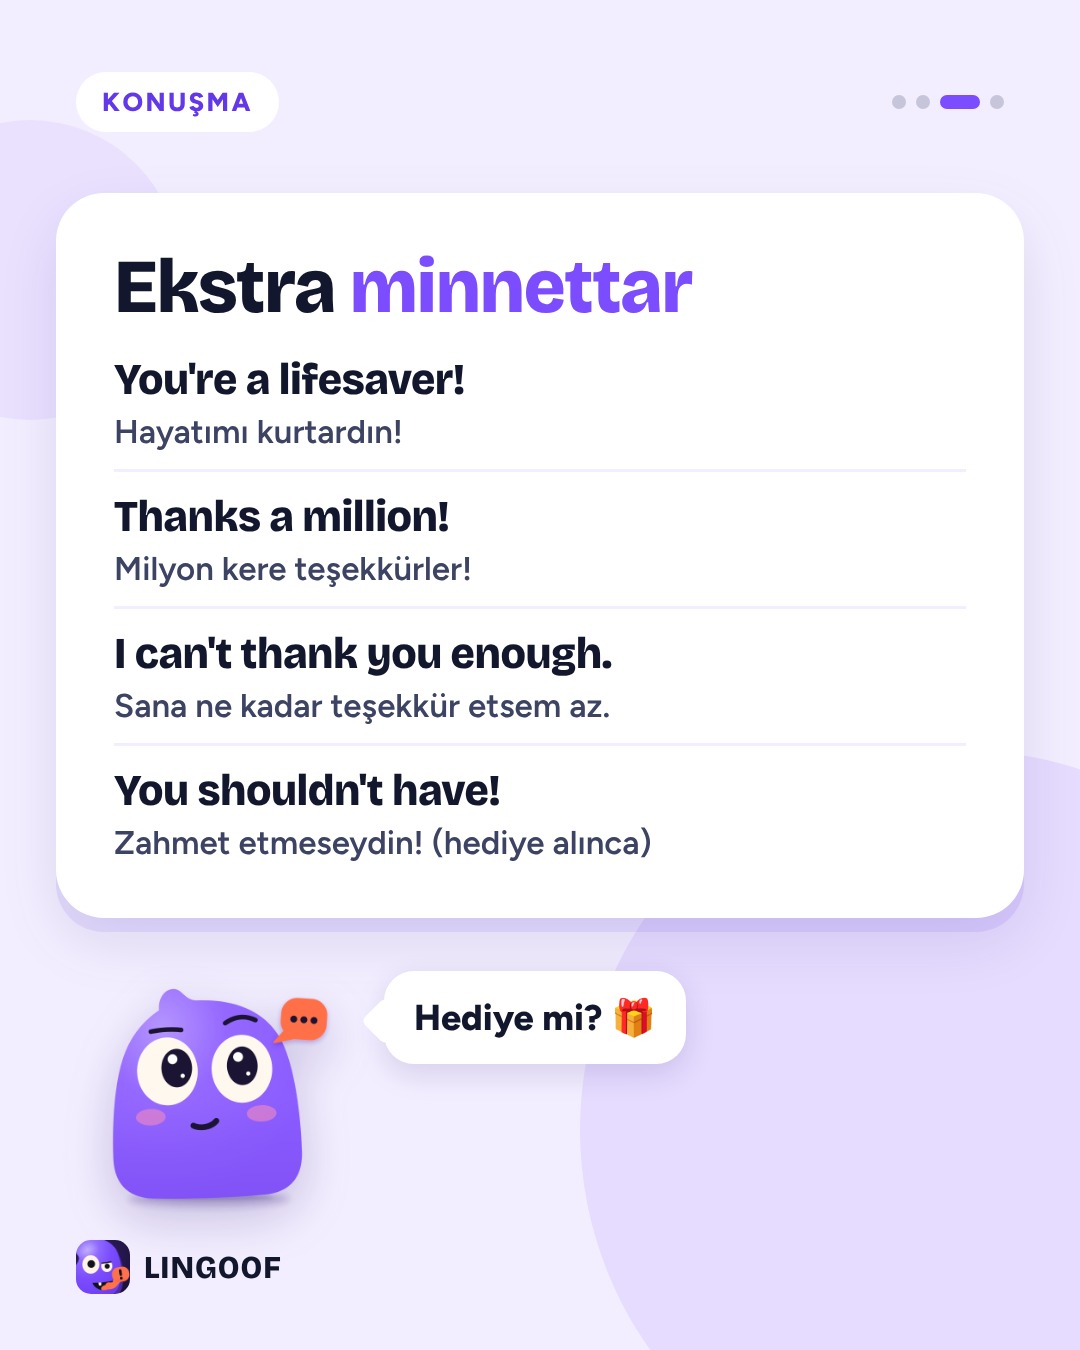 KONUŞMA
Ekstra minnettar
You're a lifesaver!
Hayatımı kurtardın!
Thanks a million!
Milyon kere teşekkürler!
I can't thank you enough.
Sana ne kadar teşekkür etsem az.
You shouldn't have!
Zahmet etmeseydin! (hediye alınca)
Hediye mi? 🎁
LINGOOF